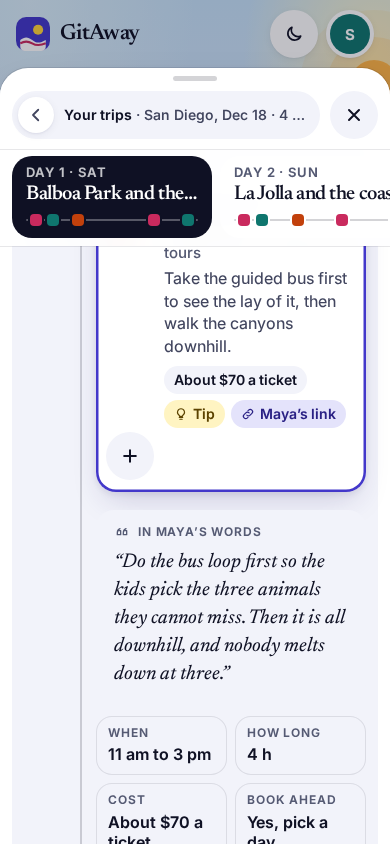 GitAway
S
Your trips · San Diego, Dec 18 · 4 ...
DAY 1 · SAT
Balboa Park and the...
DAY 2 · SUN
La Jolla and the coas
tours
Take the guided bus first
to see the lay of it, then
walk the canyons
downhill.
About $70 a ticket
Tip
Maya’s link
IN MAYA’S WORDS
“Do the bus loop first so the
kids pick the three animals
they cannot miss. Then it is all
downhill, and nobody melts
down at three.”
WHEN
11 am to 3 pm
HOW LONG
4 h
COST
About $70 a
ticket
BOOK AHEAD
Yes, pick a
day